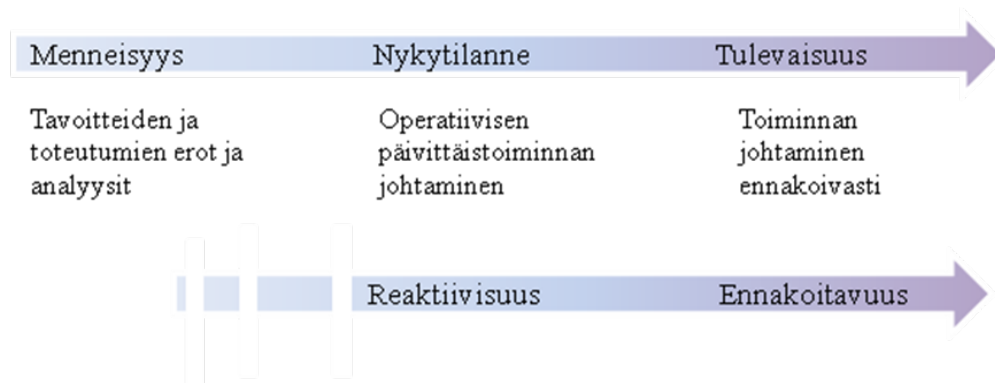 Menneisyys Nykytilanne Tulevaisuus
Tavoitteiden ja
toteutumien erot ja
analyysit
Operatiivisen
päivittäistoiminnan
johtaminen
Toiminnan
johtaminen
ennakoivasti
Reaktiivisuus Ennakoitavuus